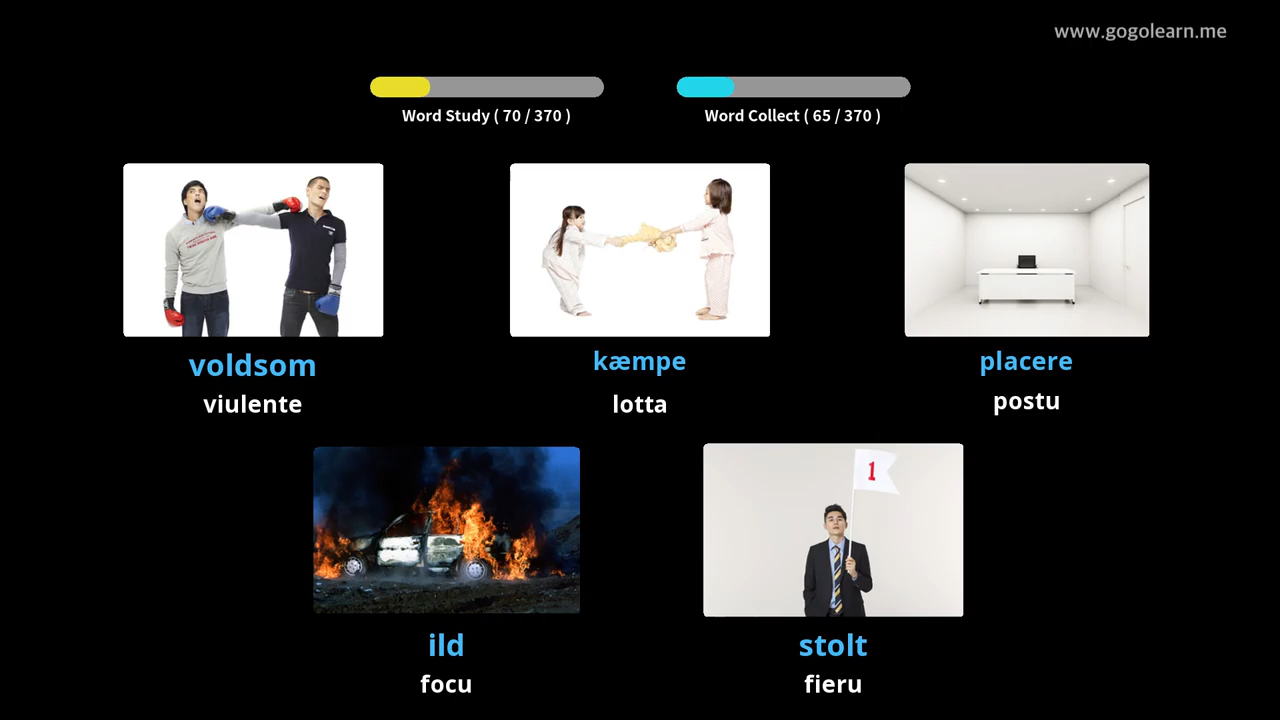 www.gogolearn.me
Word Study ( 70 / 370 )
Word Collect ( 65 / 370 )
voldsom
viulente
kæmpe
lotta
placere
postu
1
ild
focu
stolt
fieru